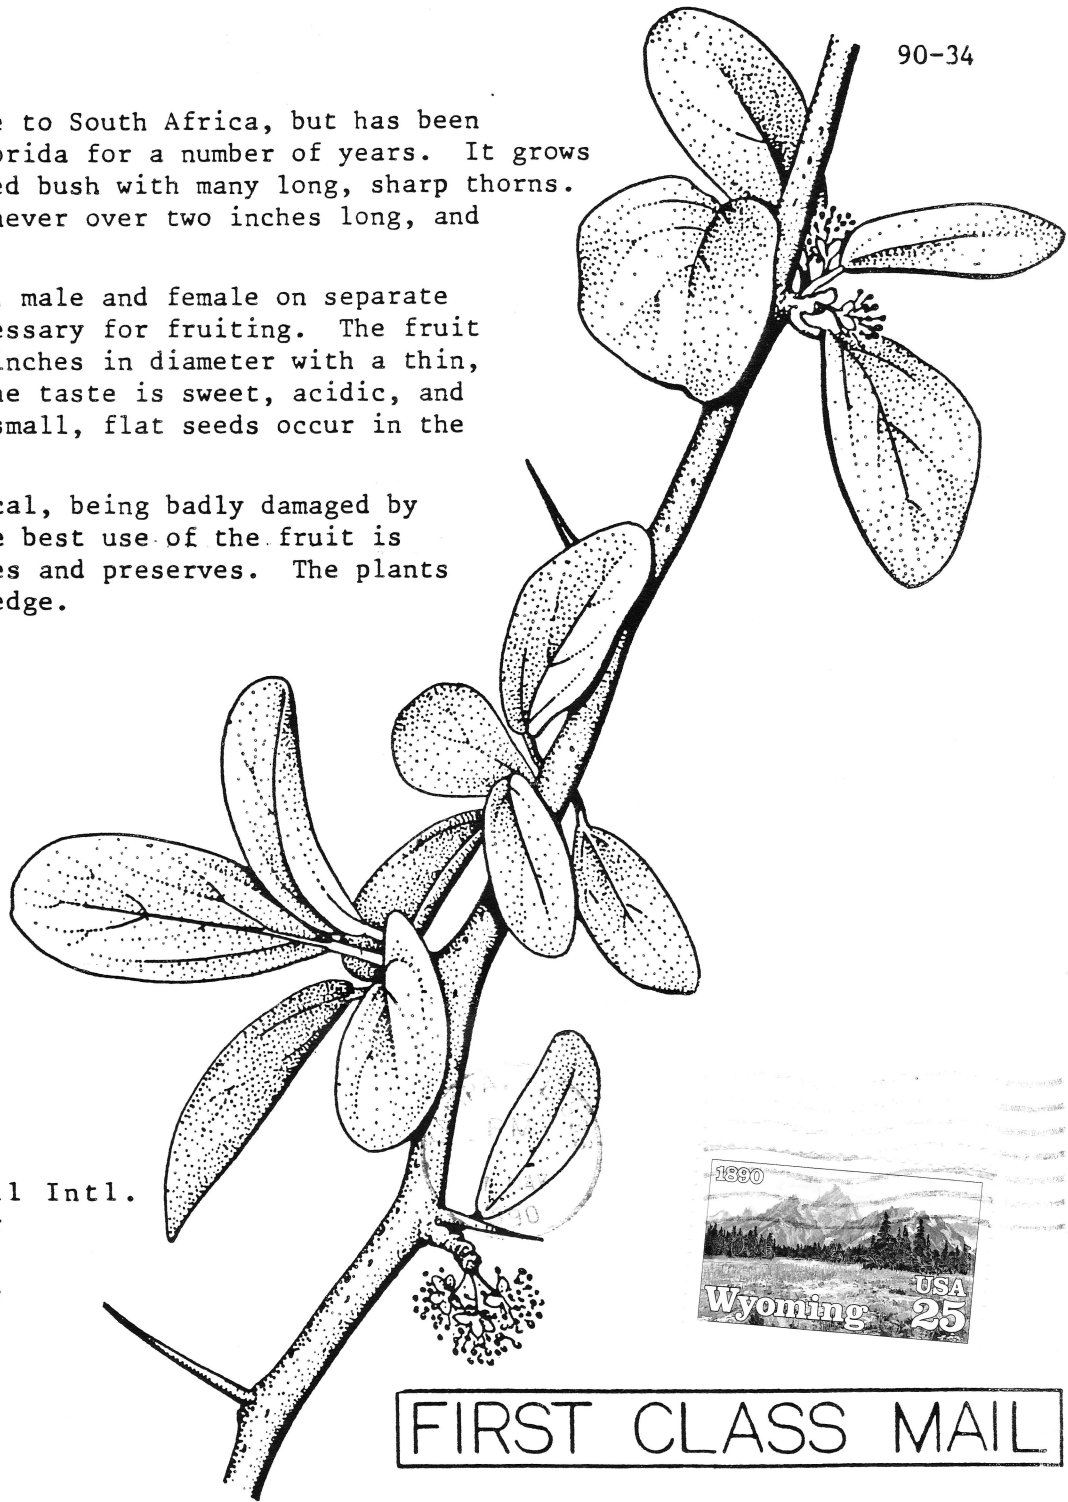 90-34
to South Africa, but has been
orida for a number of years. It grows
ed bush with many long, sharp thorns.
never over two inches long, and
male and female on separate
essary for fruiting. The fruit
inches in diameter with a thin,
he taste is sweet, acidic, and
small, flat seeds occur in the
cal, being badly damaged by
best use of the fruit is
es and preserves. The plants
edge.
l Intl.
1890
Wyoming
USA
25
FIRST CLASS MAIL